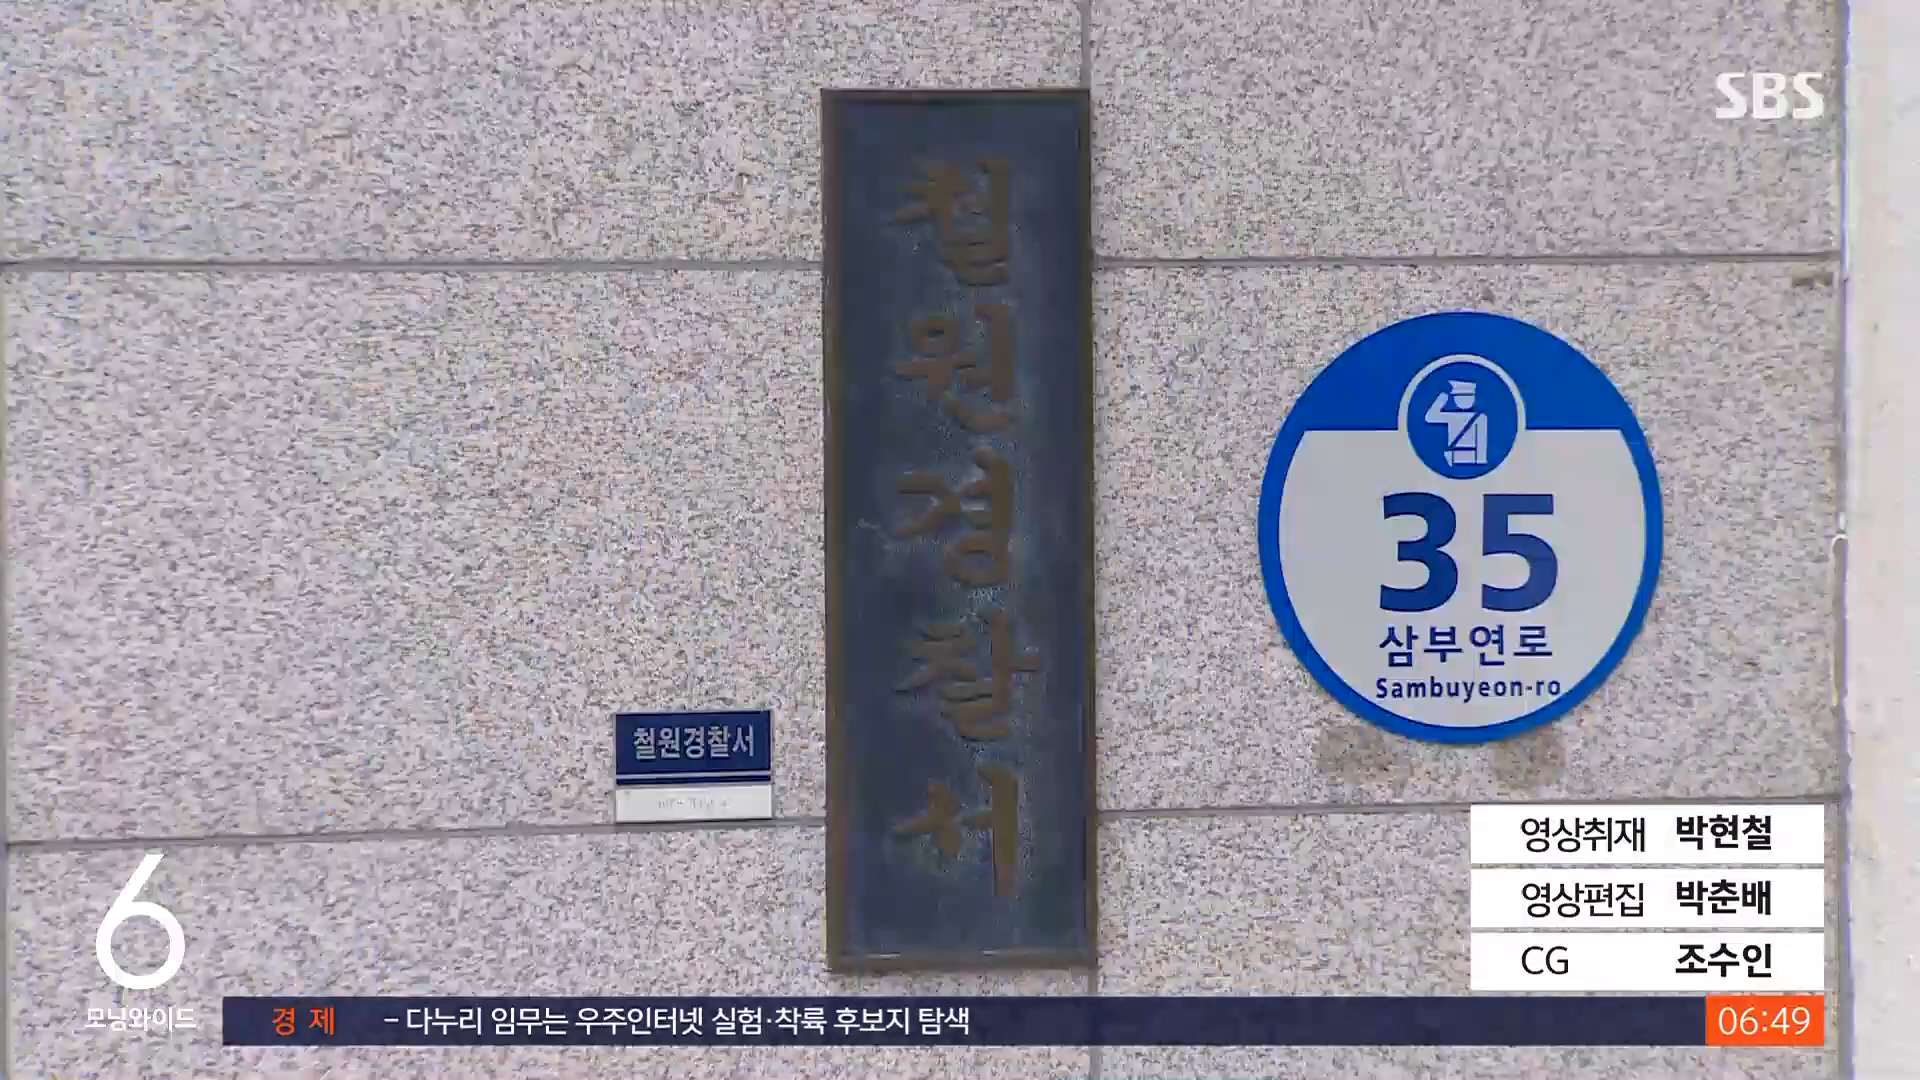 SBS
철원경찰서
35
삼부연로
Sambuyeon-ro
철원경찰서
영상취재 박현철
영상편집 박춘배
CG 조수인
6
모닝와이드
경제 - 다누리 임무는 우주인터넷 실험·착륙 후보지 탐색
06:49